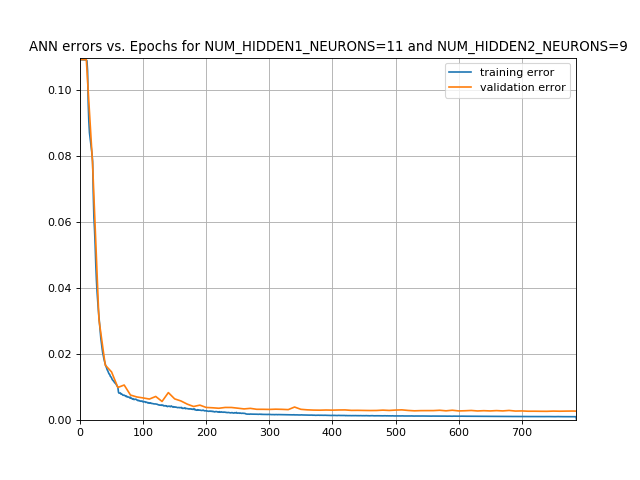 ANN errors vs. Epochs for NUM_HIDDEN1_NEURONS=11 and NUM_HIDDEN2_NEURONS=9
training error
validation error
0.10
0.08
0.06
0.04
0.02
0.00
0 100 200 300 400 500 600 700